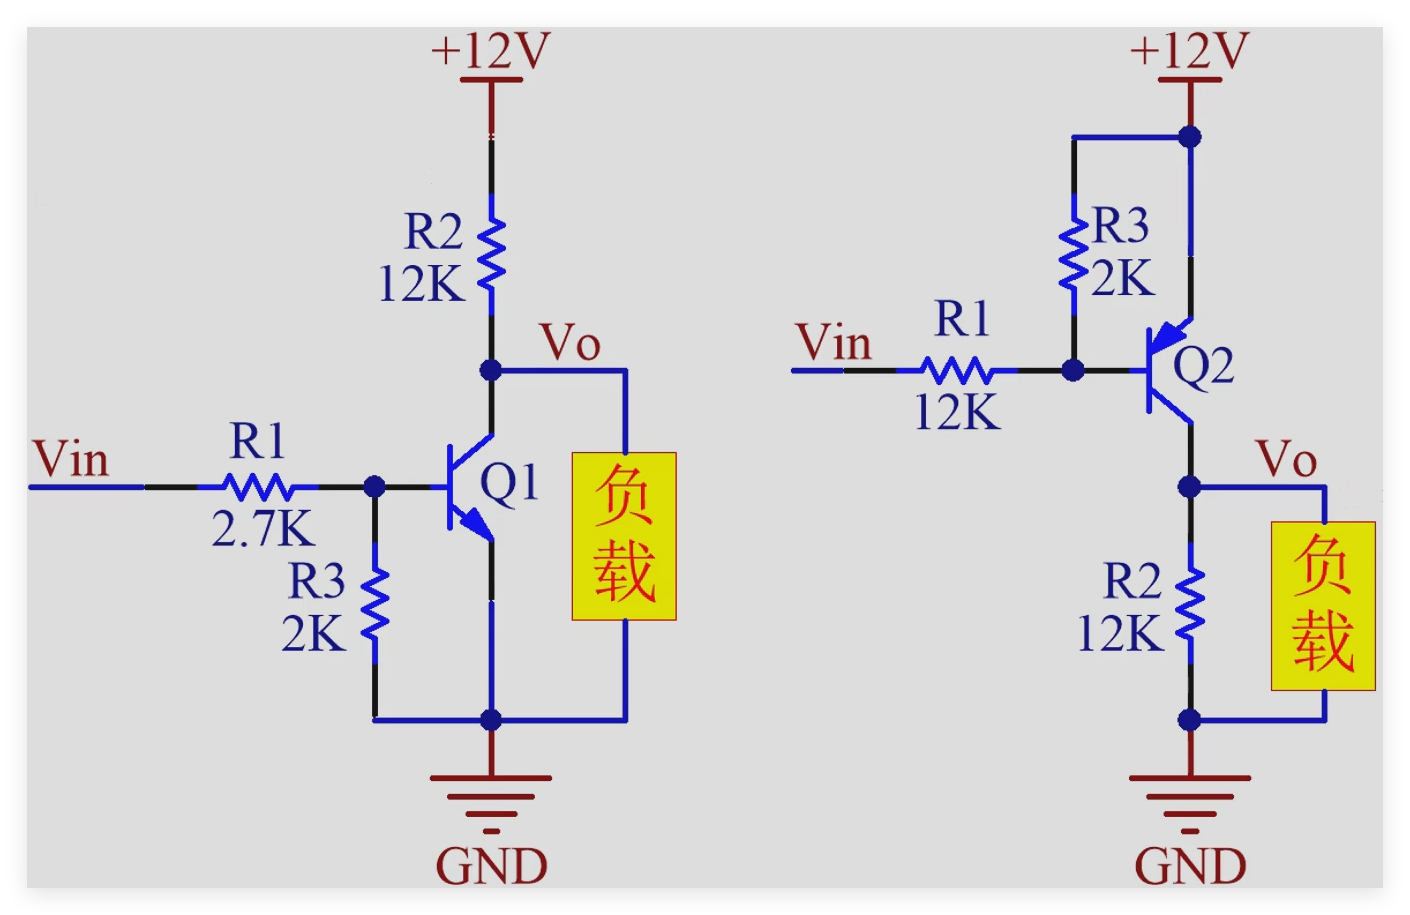 +12V
R2
12K
Vo
Vin
R1
2.7K
Q1
R3
2K
负
载
GND
+12V
R3
2K
Vin
R1
12K
Q2
Vo
R2
12K
负
载
GND